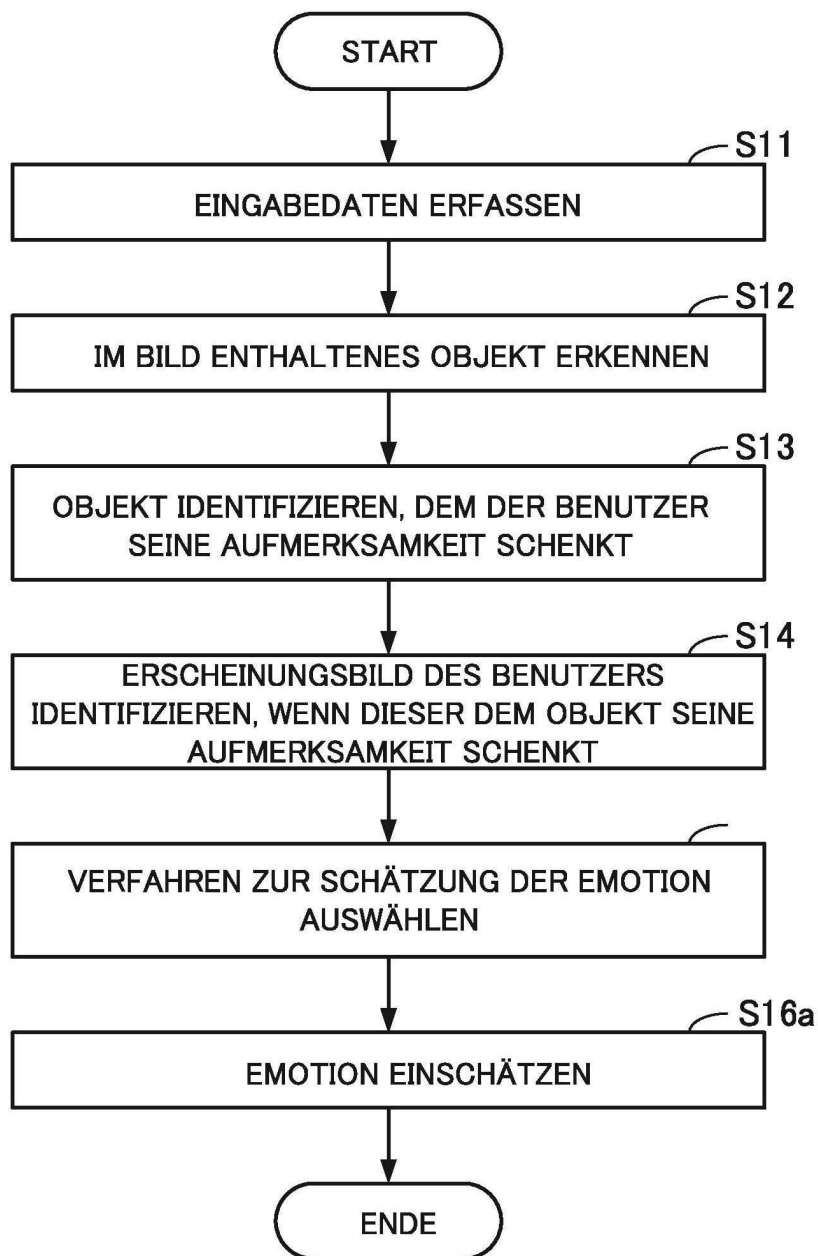 START
S11
EINGABEDATEN ERFASSEN
S12
IM BILD ENTHALTENES OBJEKT ERKENNEN
S13
OBJEKT IDENTIFIZIEREN, DEM DER BENUTZER
SEINE AUFMERKSAMKEIT SCHENKT
S14
ERSCHEINUNGSBILD DES BENUTZERS
IDENTIFIZIEREN, WENN DIESER DEM OBJEKT SEINE
AUFMERKSAMKEIT SCHENKT
VERFAHREN ZUR SCHÄTZUNG DER EMOTION
AUSWÄHLEN
S16a
EMOTION EINSCHÄTZEN
ENDE